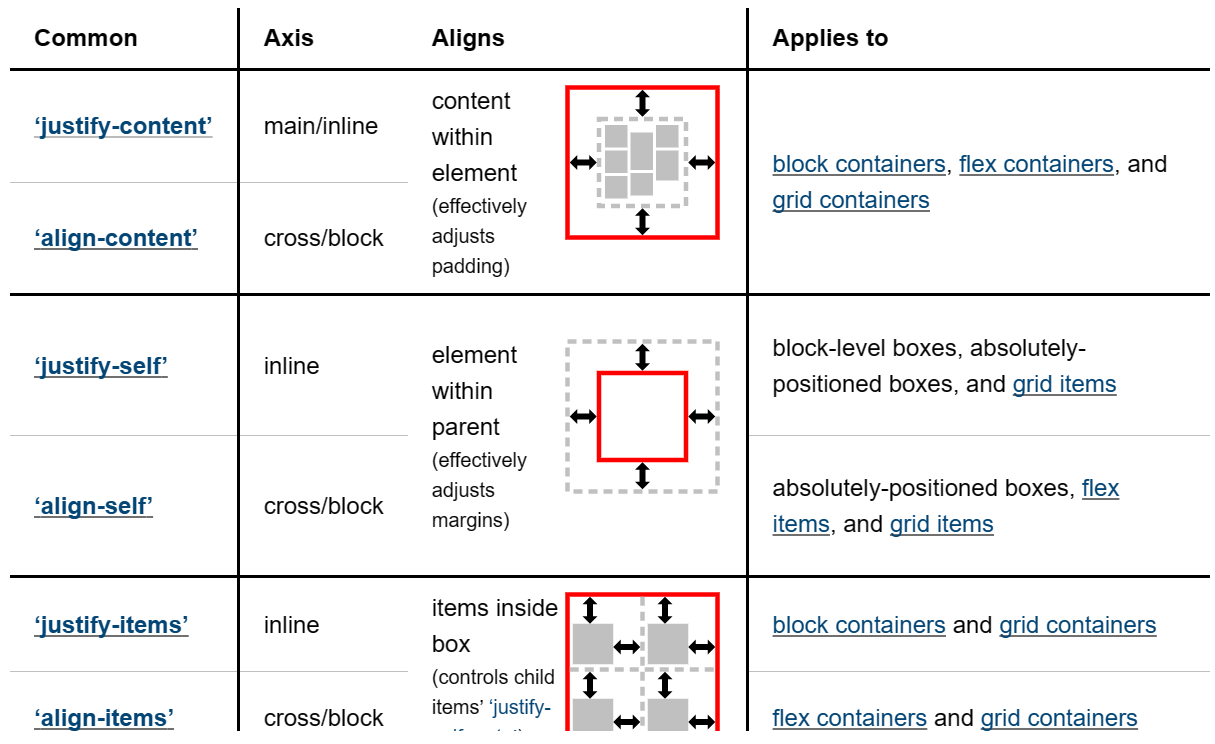 Common Axis Aligns Applies to
‘justify-content’ main/inline
content
within
element
(effectively
adjusts
padding)
block containers, flex containers, and
grid containers
‘align-content’ cross/block
‘justify-self’ inline
element
within
parent
(effectively
adjusts
margins)
block-level boxes, absolutely-
positioned boxes, and grid items
‘align-self’ cross/block
absolutely-positioned boxes, flex
items, and grid items
‘justify-items’ inline
items inside
box
(controls child
items’ ‘justify-
block containers and grid containers
‘align-items’ cross/block
flex containers and grid containers